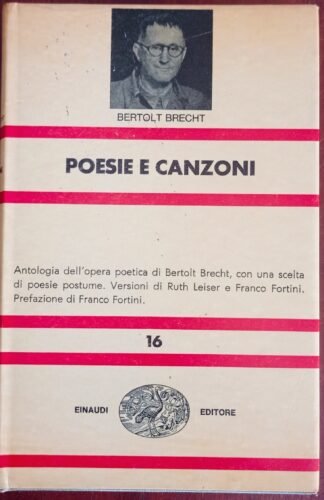 BERTOLT BRECHT
POESIE E CANZONI
Antologia dell'opera poetica di Bertolt Brecht, con una scelta
di poesie postume. Versioni di Ruth Leiser e Franco Fortini.
Prefazione di Franco Fortini.
16
EINAUDI EDITORE